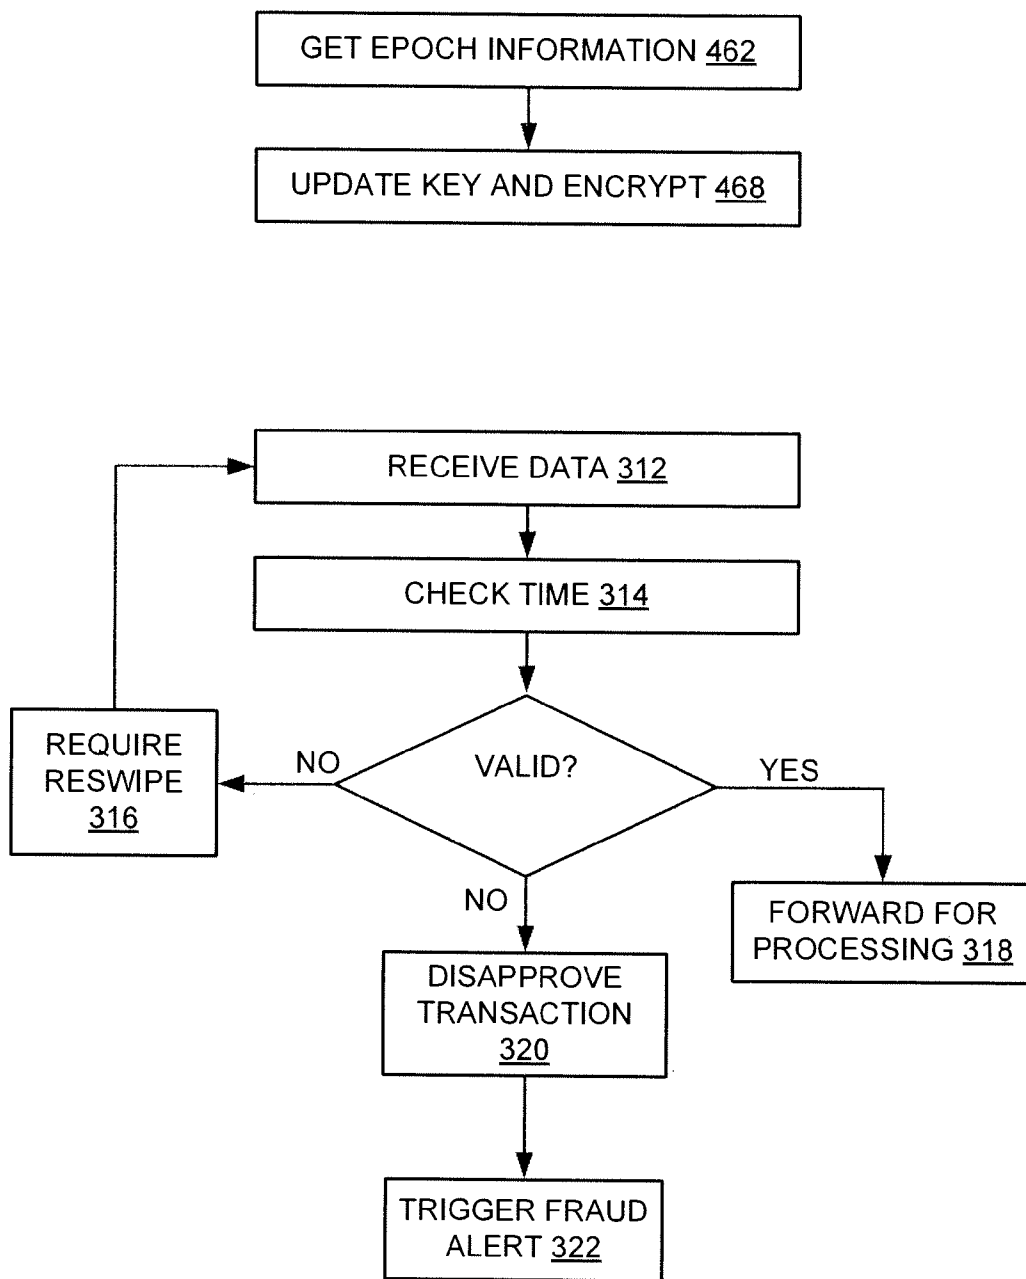 GET EPOCH INFORMATION 462
UPDATE KEY AND ENCRYPT 468
RECEIVE DATA 312
CHECK TIME 314
REQUIRE
RESWIPE
316
NO
VALID?
YES
NO
FORWARD FOR
PROCESSING 318
DISAPPROVE
TRANSACTION
320
TRIGGER FRAUD
ALERT 322